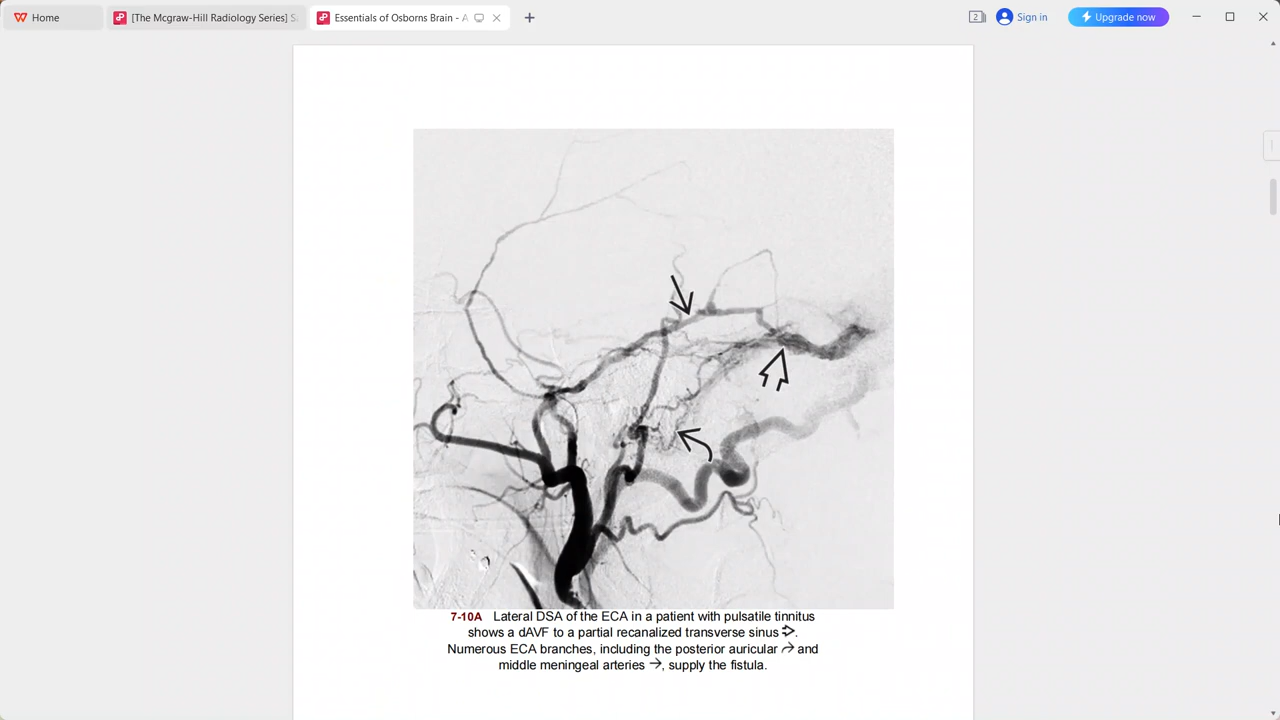 Home
[The Mcgraw-Hill Radiology Series] S
Essentials of Osborns Brain - A
2
Sign in
Upgrade now
7-10A Lateral DSA of the ECA in a patient with pulsatile tinnitus
shows a dAVF to a partial recanalized transverse sinus.
Numerous ECA branches, including the posterior auricular and
middle meningeal arteries, supply the fistula.